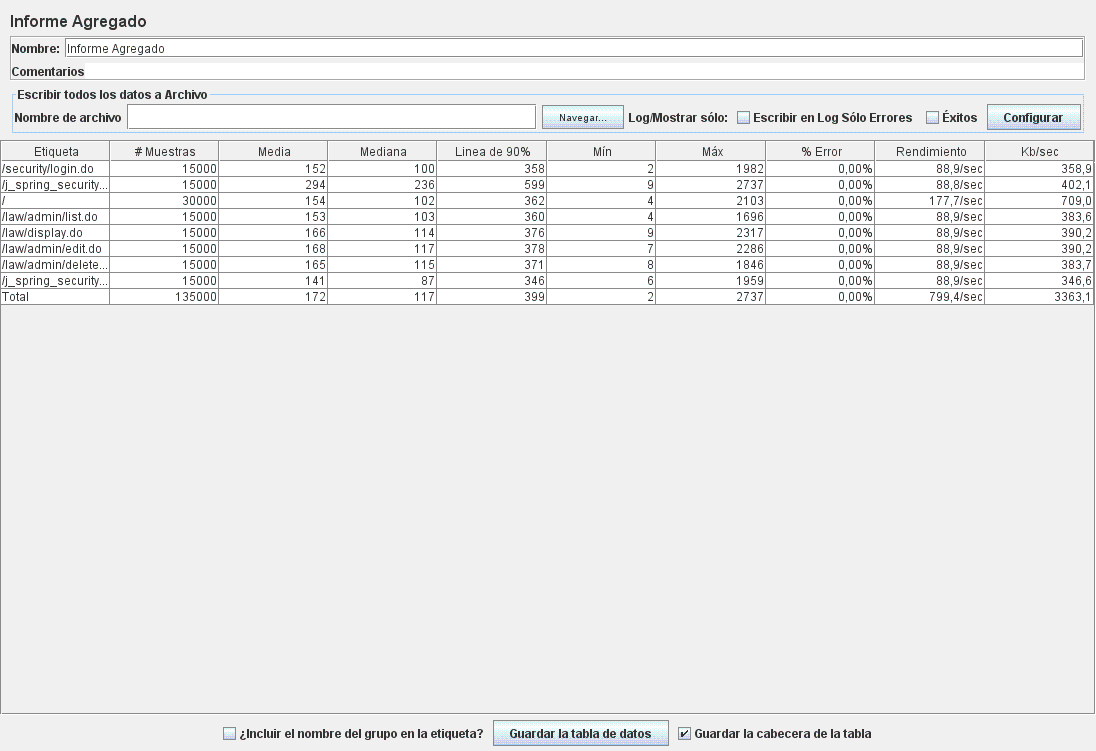 Informe Agregado
Nombre: Informe Agregado
Comentarios
Escribir todos los datos a Archivo
Nombre de archivo Navegar... Log/Mostrar sólo: Escribir en Log Sólo Errores Éxitos Configurar
Etiqueta # Muestras Media Mediana Linea de 90% Mín Máx % Error Rendimiento Kb/sec
/security/login.do 15000 152 100 358 2 1982 0,00% 88,9/sec 358,9
/j_spring_security... 15000 294 236 599 9 2737 0,00% 88,8/sec 402,1
/ 30000 154 102 362 4 2103 0,00% 177,7/sec 709,0
/law/admin/list.do 15000 153 103 360 4 1696 0,00% 88,9/sec 383,6
/law/display.do 15000 166 114 376 9 2317 0,00% 88,9/sec 390,2
/law/admin/edit.do 15000 168 117 378 7 2286 0,00% 88,9/sec 390,2
/law/admin/delete... 15000 165 115 371 8 1846 0,00% 88,9/sec 383,7
/j_spring_security... 15000 141 87 346 6 1959 0,00% 88,9/sec 346,6
Total 135000 172 117 399 2 2737 0,00% 799,4/sec 3363,1
¿Incluir el nombre del grupo en la etiqueta? Guardar la tabla de datos Guardar la cabecera de la tabla